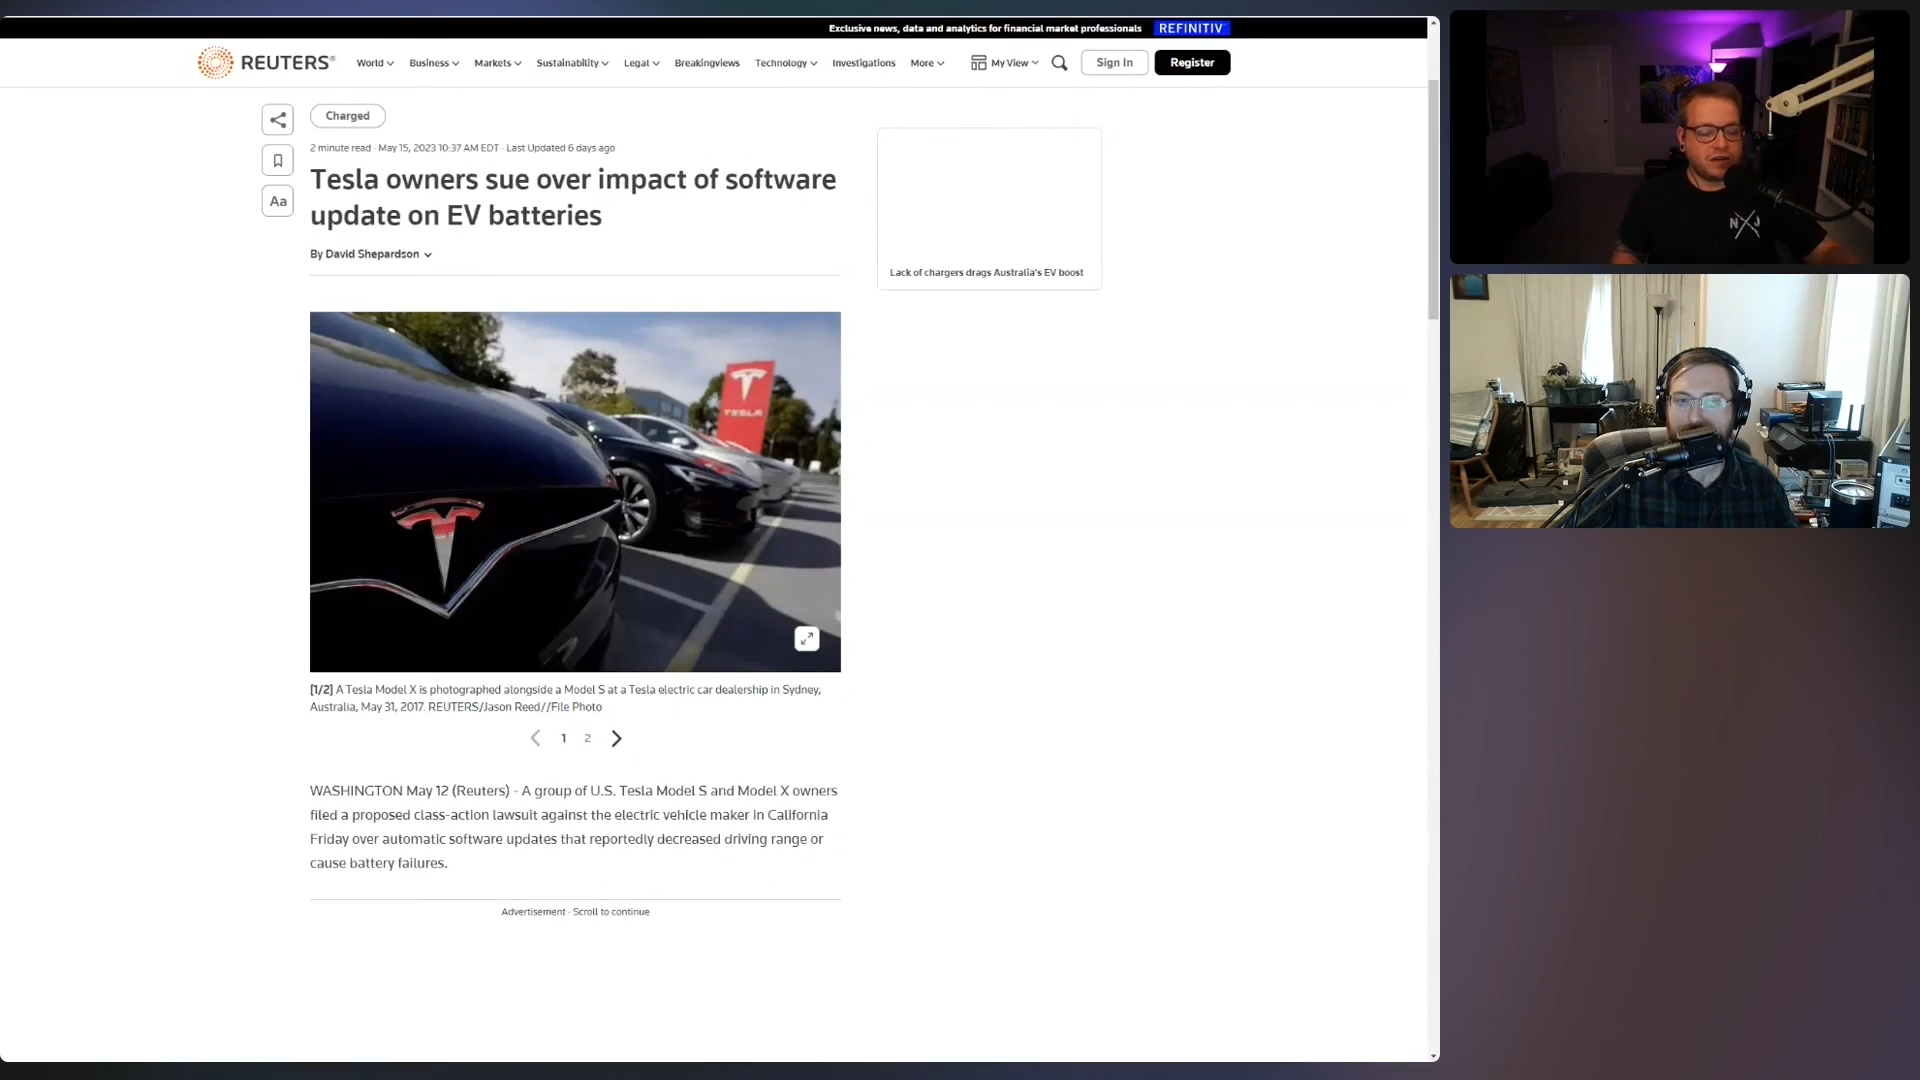 Exclusive news, data and analytics for financial market professionals REFINITIV
REUTERS®
World Business Markets Sustainability Legal Breakingviews Technology Investigations More My View Sign In Register
Charged
2 minute read · May 15, 2023 10:37 AM EDT · Last Updated 6 days ago
Tesla owners sue over impact of software
update on EV batteries
Aa
By David Shepardson
Lack of chargers drags Australia's EV boost
TESLA
[1/2] A Tesla Model X is photographed alongside a Model S at a Tesla electric car dealership in Sydney,
Australia, May 31, 2017. REUTERS/Jason Reed//File Photo
1 2
WASHINGTON May 12 (Reuters) - A group of U.S. Tesla Model S and Model X owners
filed a proposed class-action lawsuit against the electric vehicle maker in California
Friday over automatic software updates that reportedly decreased driving range or
cause battery failures.
Advertisement · Scroll to continue
N J